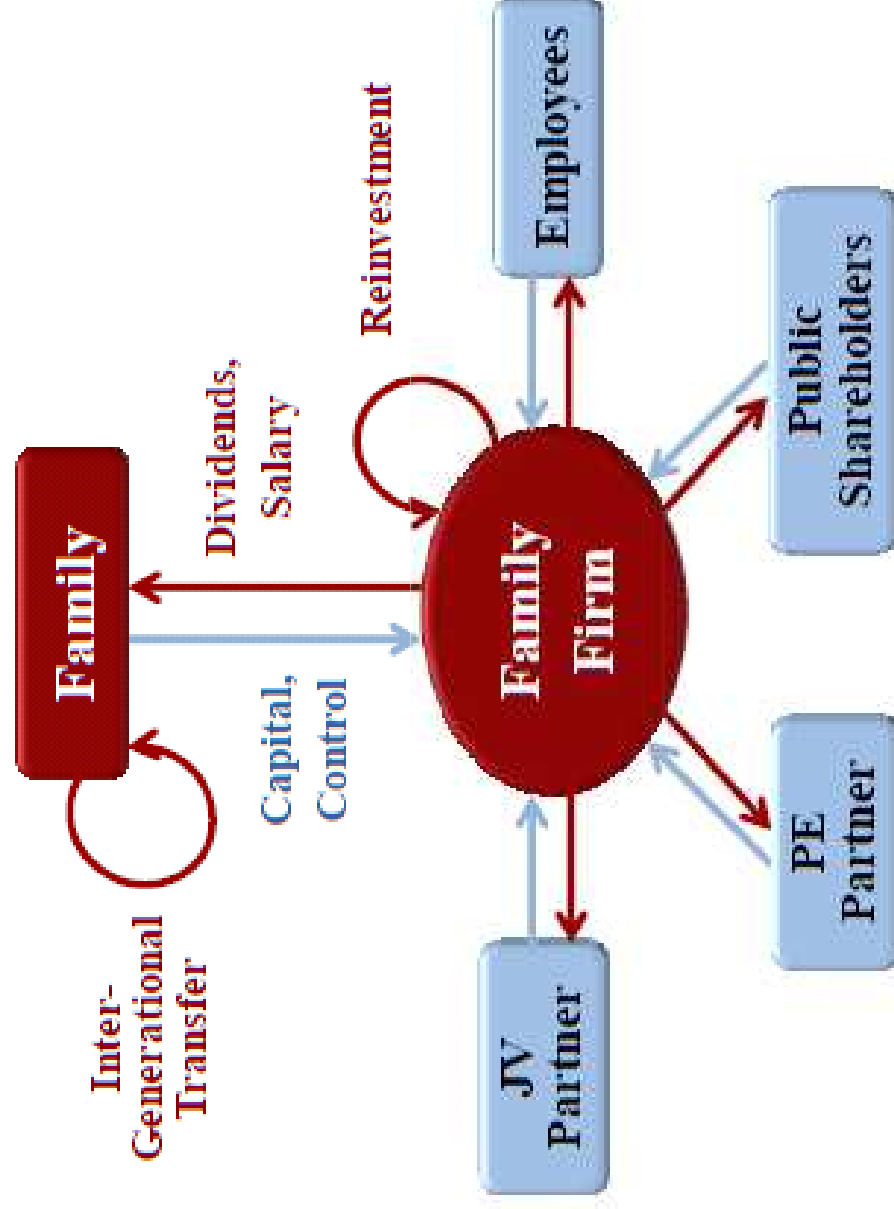 Inter-
Generational
Transfer
Family
Capital,
Control
Dividends,
Salary
Reinvestment
JV
Partner
Family
Firm
Employees
PE
Partner
Public
Shareholders